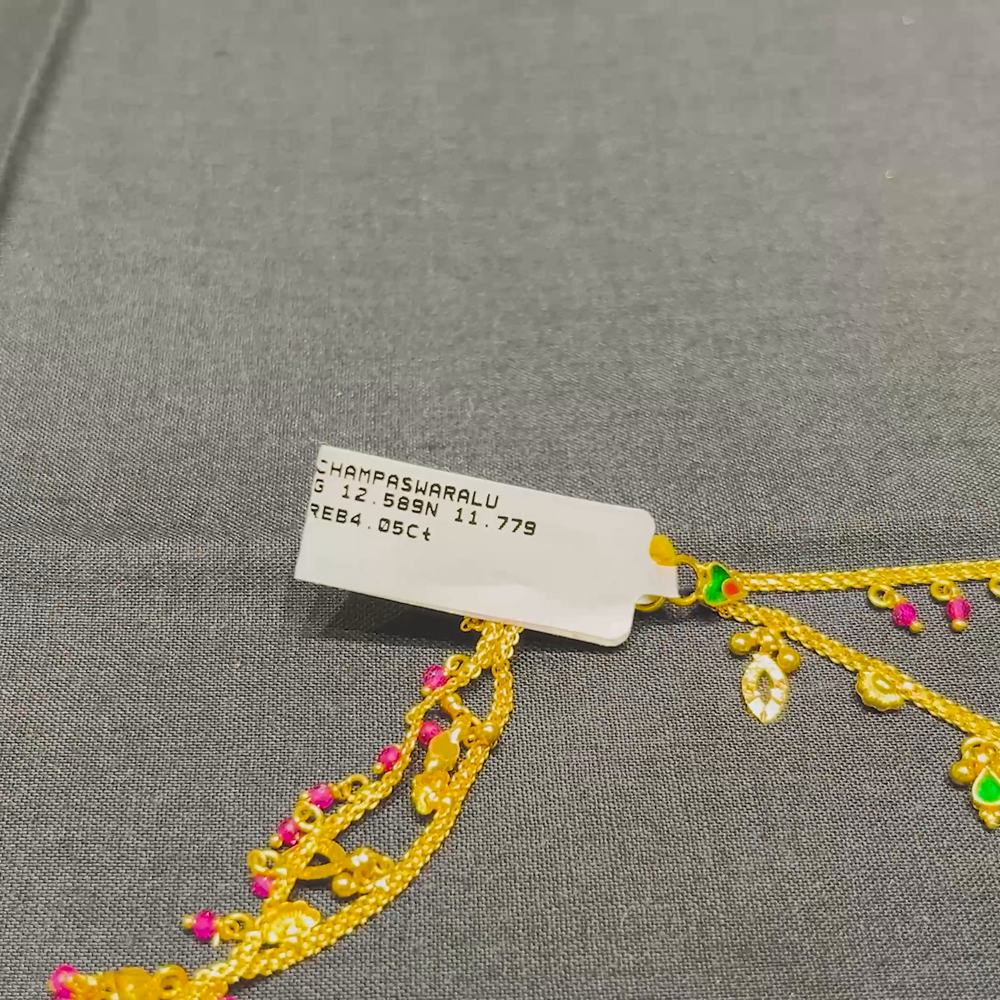 CHAMPASWARALU
G 12.589N 11.779
REB4.05Ct